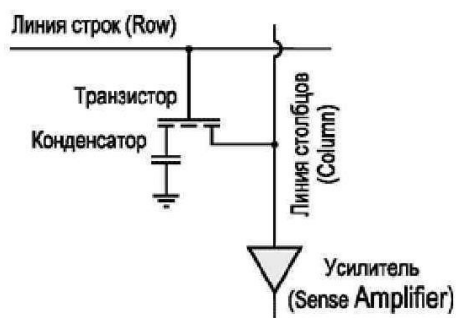 Линия строк (Row)
Транзистор
Конденсатор
Линия столбцов
(Column)
Усилитель
(Sense Amplifier)